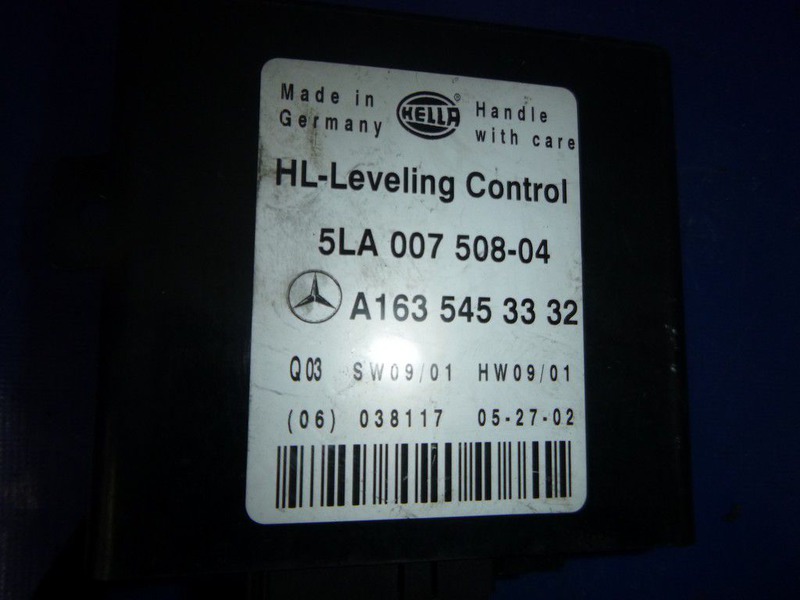 Made in
Germany
HELLA
®
Handle
with care
HL-Leveling Control
5LA 007 508-04
A163 545 33 32
Q03 SW09/01 HW09/01
(06) 038117 05-27-02